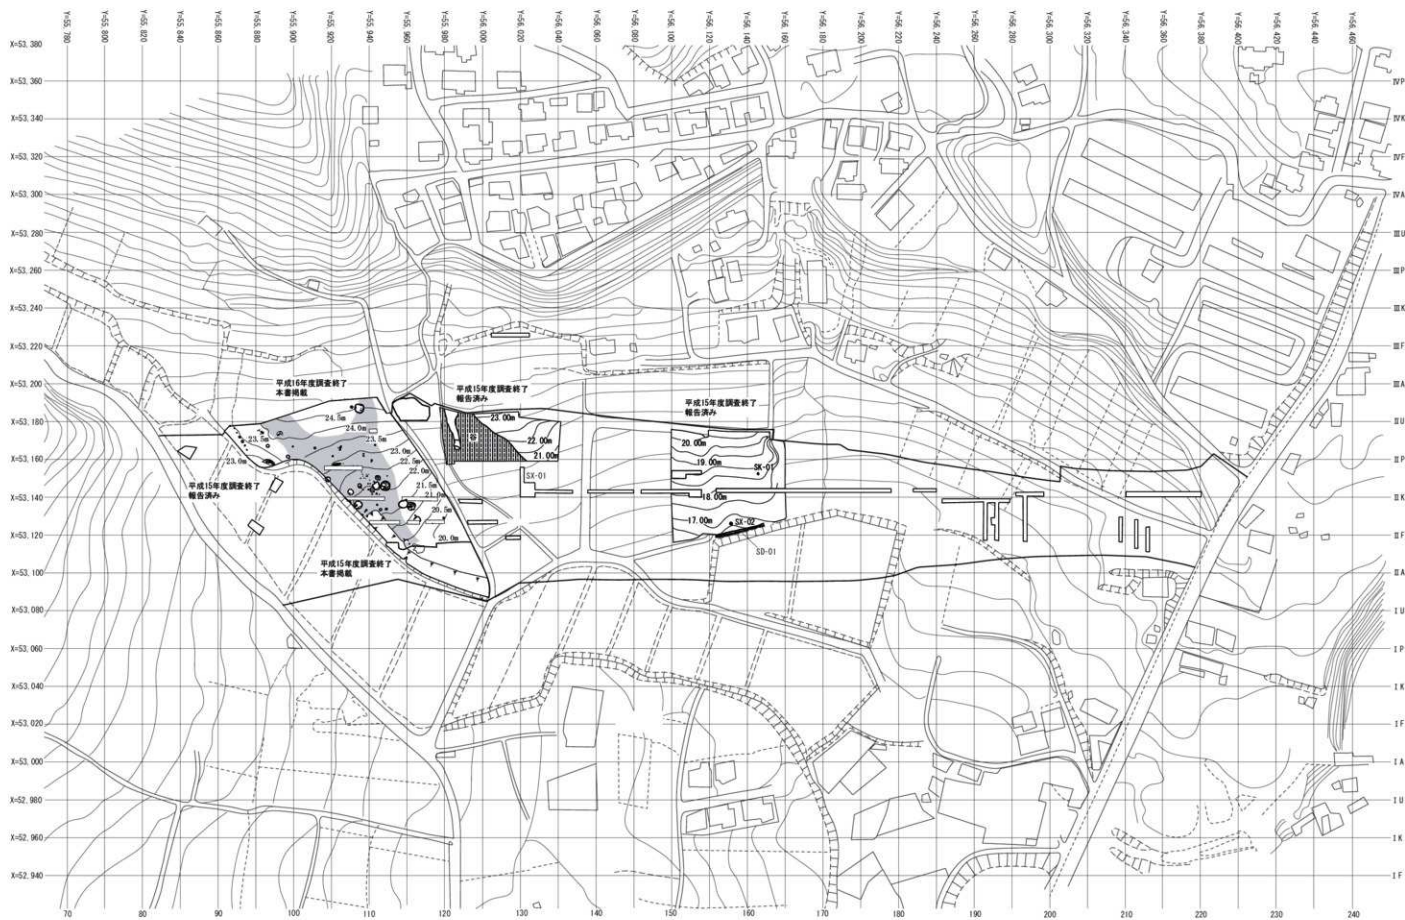 Y=55.780
Y=55.800
Y=55.820
Y=55.840
Y=55.860
Y=55.880
Y=55.900
Y=55.920
Y=55.940
Y=55.960
Y=55.980
Y=56.000
Y=56.020
Y=56.040
Y=56.060
Y=56.080
Y=56.100
Y=56.120
Y=56.140
Y=56.160
Y=56.180
Y=56.200
Y=56.220
Y=56.240
Y=56.260
Y=56.280
Y=56.300
Y=56.320
Y=56.340
Y=56.360
Y=56.380
Y=56.400
Y=56.420
Y=56.440
Y=56.460
X=53.380
X=53.360
ⅣP
X=53.340
ⅣK
X=53.320
ⅣF
X=53.300
ⅣA
X=53.280
ⅢU
X=53.260
ⅢP
X=53.240
ⅢK
X=53.220
ⅢF
X=53.200
ⅢA
X=53.180
ⅡU
X=53.160
ⅡP
X=53.140
ⅡK
X=53.120
ⅡF
X=53.100
ⅡA
X=53.080
ⅠU
X=53.060
ⅠP
X=53.040
ⅠK
X=53.020
ⅠF
X=53.000
ⅠA
X=52.980
ⅠU
X=52.960
ⅠK
X=52.940
ⅠF
平成16年度調査終了
本書掲載
平成15年度調査終了
報告済み
平成15年度調査終了
報告済み
24.5m
24.0m
23.5m
23.5m
23.0m
23.0m
22.5m
22.0m
21.5m
21.0m
20.5m
20.0m
谷
23.00m
22.00m
21.00m
SX-01
20.00m
19.00m
SK-01
18.00m
17.00m
SX-02
SD-01
平成15年度調査終了
報告済み
平成15年度調査終了
本書掲載
70
80
90
100
110
120
130
140
150
160
170
180
190
200
210
220
230
240